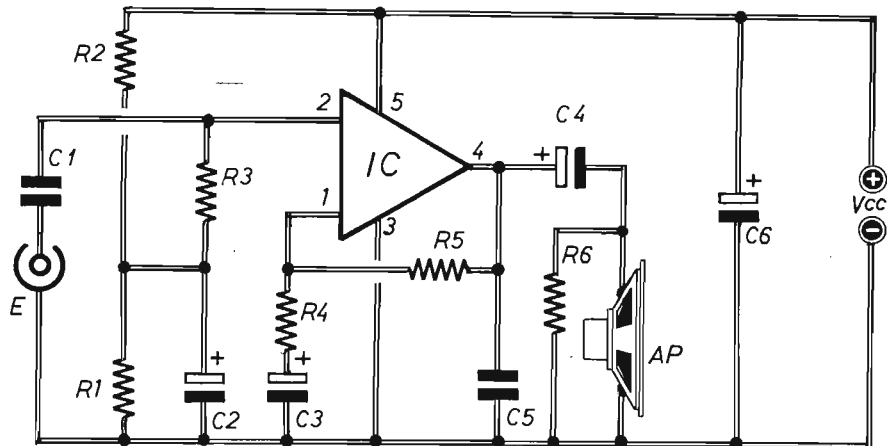 R2
2
5
C4
C1
R3
IC
4
+
+
1
3
R5
Vcc
C6
R6
E
R4
AP
R1
+
+
C2
C3
C5